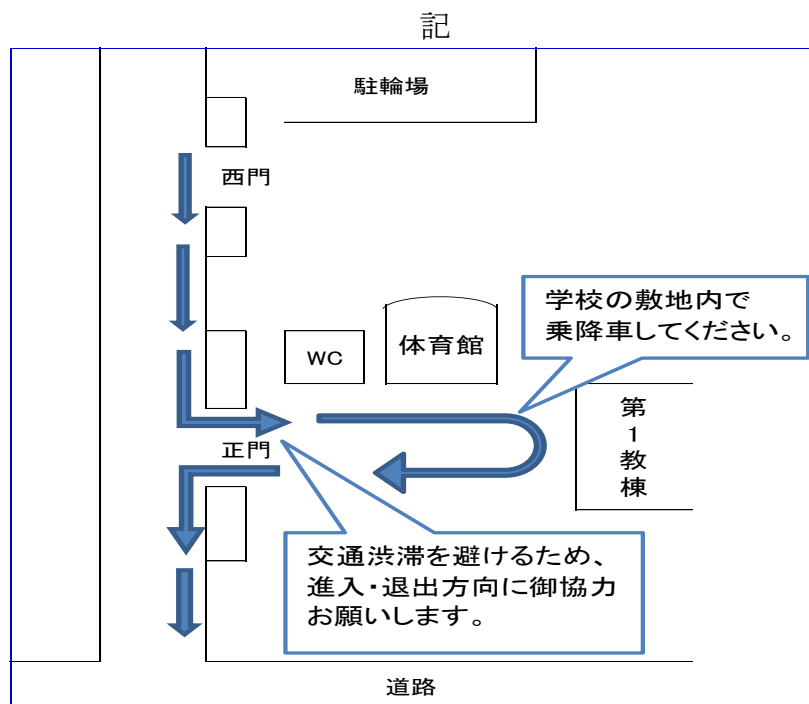 記
駐輪場
西門
学校の敷地内で
乗降車してください。
体育館
WC
第
1
教
棟
正門
交通渋滞を避けるため、
進入・退出方向に御協力
お願いします。
道路